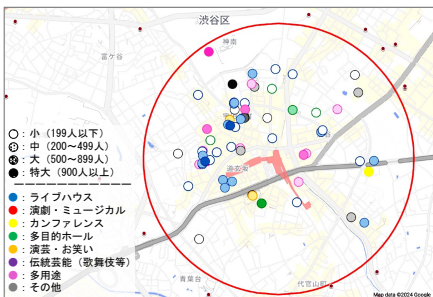 渋谷区
富ケ谷
神南
道玄坂
○：小（199人以下）
：中（200～499人）
：大（500～899人）
●：特大（900人以上）
●：ライブハウス
●：演劇・ミュージカル
●：カンファレンス
●：多目的ホール
●：演芸・お笑い
●：伝統芸能（歌舞伎等）
●：多用途
●：その他
青葉台
代官山町
Map data ©2024 Google